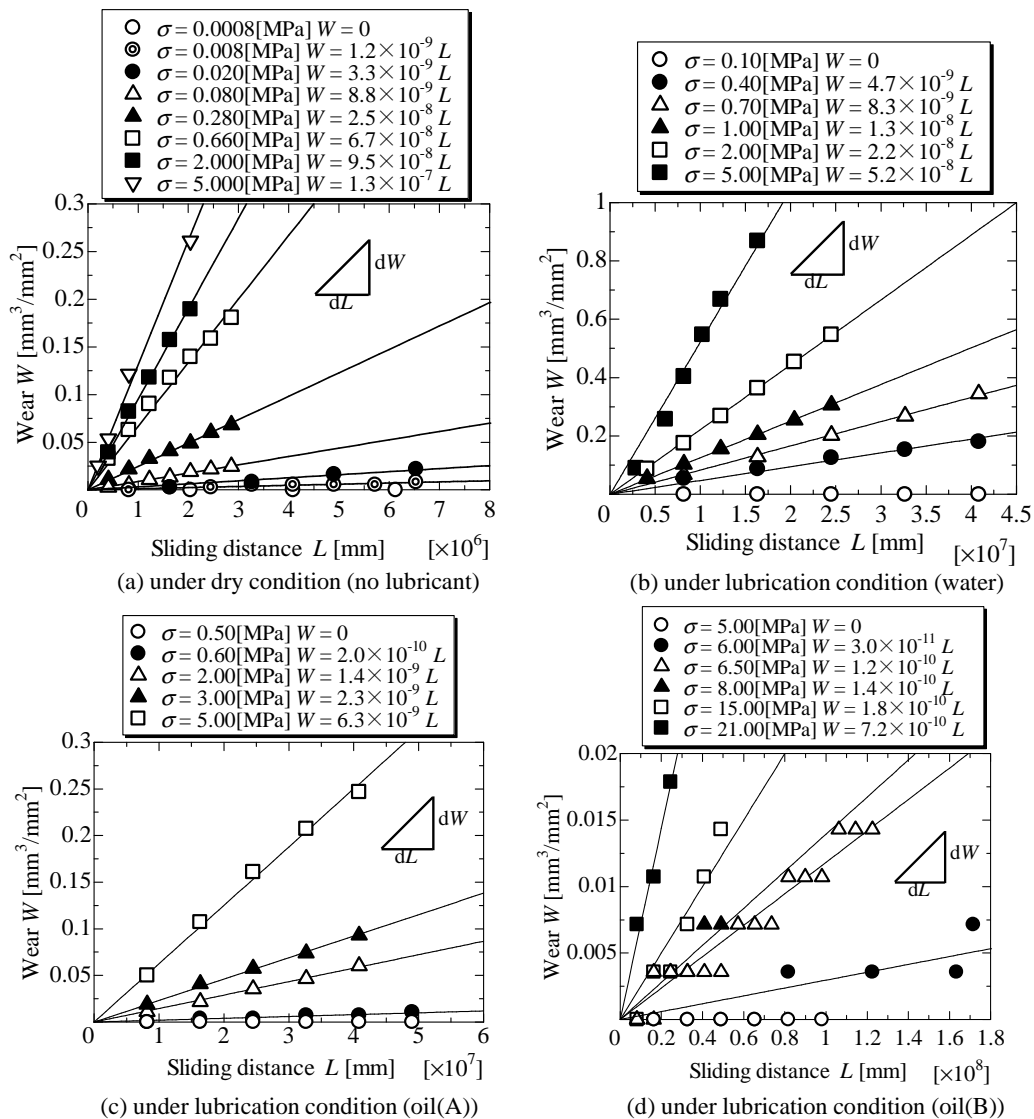 σ = 0.0008[MPa] W = 0
σ = 0.008[MPa] W = 1.2×10⁻⁹ L
σ = 0.020[MPa] W = 3.3×10⁻⁹ L
σ = 0.080[MPa] W = 8.8×10⁻⁹ L
σ = 0.280[MPa] W = 2.5×10⁻⁸ L
σ = 0.660[MPa] W = 6.7×10⁻⁸ L
σ = 2.000[MPa] W = 9.5×10⁻⁸ L
σ = 5.000[MPa] W = 1.3×10⁻⁷ L
0.3
0.25
0.2
0.15
0.1
0.05
Wear W [mm³/mm²]
dW
dL
0 1 2 3 4 5 6 7 8
Sliding distance L [mm] [×10⁶]
(a) under dry condition (no lubricant)
σ = 0.10[MPa] W = 0
σ = 0.40[MPa] W = 4.7×10⁻⁹ L
σ = 0.70[MPa] W = 8.3×10⁻⁹ L
σ = 1.00[MPa] W = 1.3×10⁻⁸ L
σ = 2.00[MPa] W = 2.2×10⁻⁸ L
σ = 5.00[MPa] W = 5.2×10⁻⁸ L
1
0.8
0.6
0.4
0.2
Wear W [mm³/mm²]
dW
dL
0 0.5 1 1.5 2 2.5 3 3.5 4 4.5
Sliding distance L [mm] [×10⁷]
(b) under lubrication condition (water)
σ = 0.50[MPa] W = 0
σ = 0.60[MPa] W = 2.0×10⁻¹⁰ L
σ = 2.00[MPa] W = 1.4×10⁻⁹ L
σ = 3.00[MPa] W = 2.3×10⁻⁹ L
σ = 5.00[MPa] W = 6.3×10⁻⁹ L
0.3
0.25
0.2
0.15
0.1
0.05
Wear W [mm³/mm²]
dW
dL
0 1 2 3 4 5 6
Sliding distance L [mm] [×10⁷]
(c) under lubrication condition (oil(A))
σ = 5.00[MPa] W = 0
σ = 6.00[MPa] W = 3.0×10⁻¹¹ L
σ = 6.50[MPa] W = 1.2×10⁻¹⁰ L
σ = 8.00[MPa] W = 1.4×10⁻¹⁰ L
σ = 15.00[MPa] W = 1.8×10⁻¹⁰ L
σ = 21.00[MPa] W = 7.2×10⁻¹⁰ L
0.02
0.015
0.01
0.005
Wear W [mm³/mm²]
dW
dL
0 0.2 0.4 0.6 0.8 1 1.2 1.4 1.6 1.8
Sliding distance L [mm] [×10⁸]
(d) under lubrication condition (oil(B))